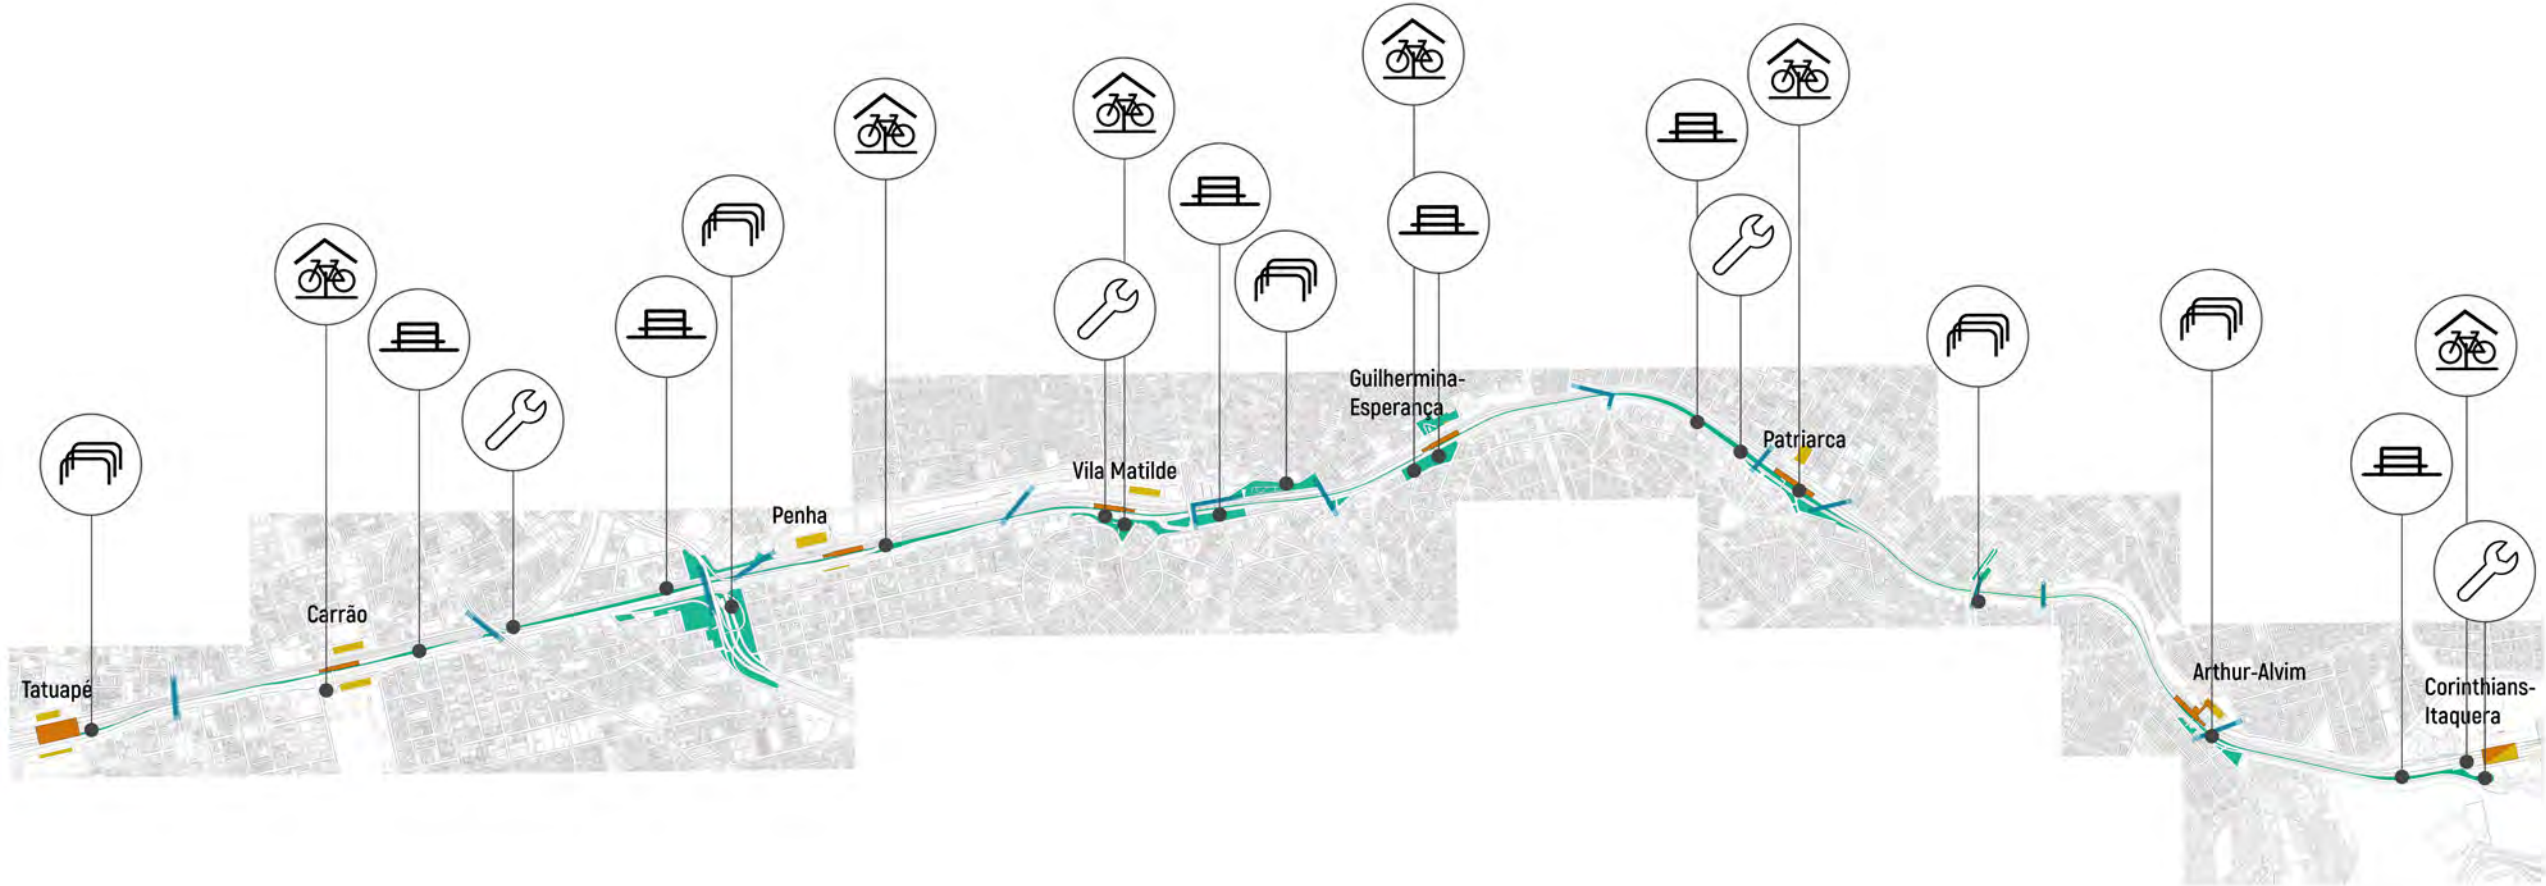 Tatuapé
Carrão
Penha
Vila Matilde
Guilhermina-
Esperança
Patriarca
Arthur-Alvim
Corinthians-
Itaquera